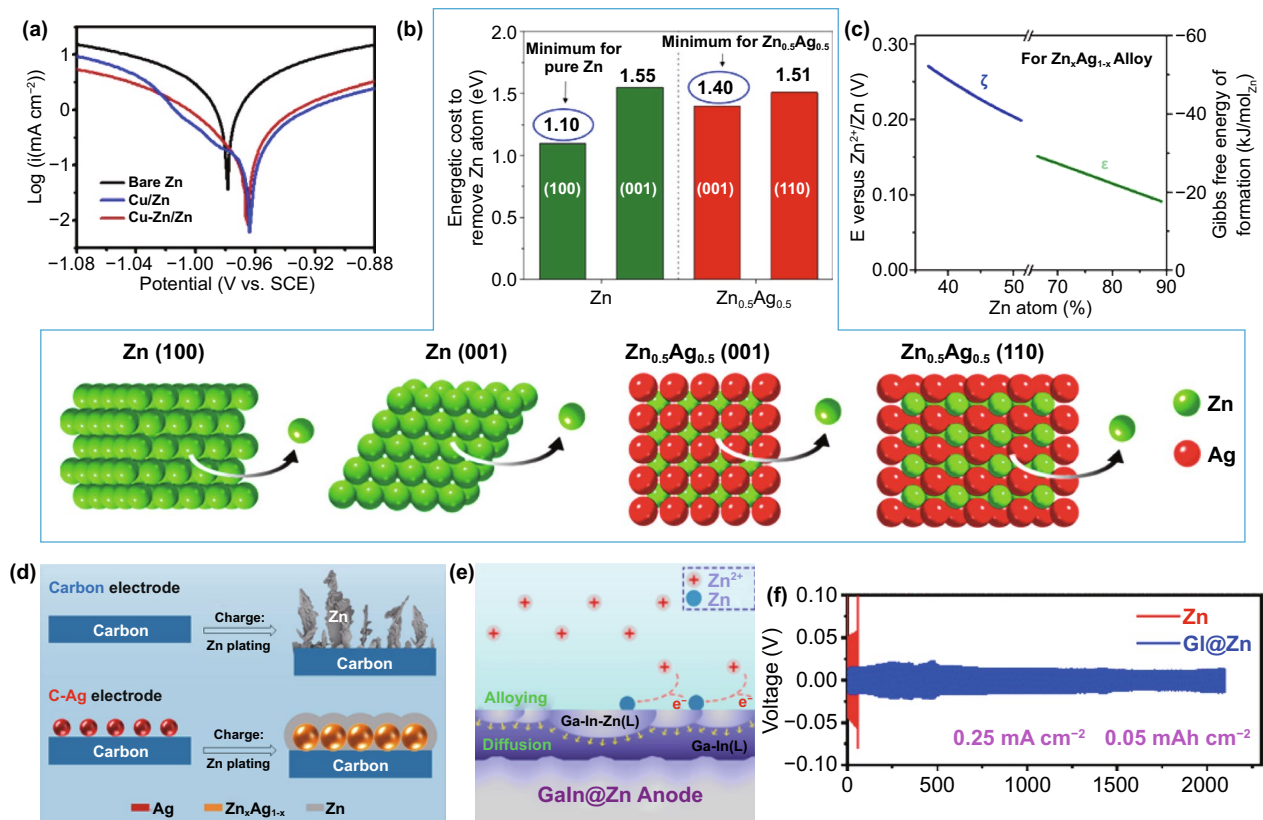 (a)
Log (i(mA cm⁻²))
1
0
−1
−2
Bare Zn
Cu/Zn
Cu-Zn/Zn
−1.08 −1.04 −1.00 −0.96 −0.92 −0.88
Potential (V vs. SCE)
(b)
Energetic cost to
remove Zn atom (eV)
2.0
1.5
1.0
0.5
0.0
Minimum for
pure Zn
Minimum for Zn₀.₅Ag₀.₅
1.10
1.55
1.40
1.51
(100)
(001)
(001)
(110)
Zn
Zn₀.₅Ag₀.₅
(c)
E versus Zn²⁺/Zn (V)
0.30
0.20
0.10
0.00
For ZnₓAg₁₋ₓ Alloy
ζ
ε
−60
−40
−20
0
Gibbs free energy of
formation (kJ/mol_Zn)
40 50 70 80 90
Zn atom (%)
Zn (100)
Zn (001)
Zn₀.₅Ag₀.₅ (001)
Zn₀.₅Ag₀.₅ (110)
Zn
Ag
(d)
Carbon electrode
Carbon
Charge:
Zn plating
Zn
Carbon
C-Ag electrode
Carbon
Charge:
Zn plating
Carbon
Ag
ZnₓAg₁₋ₓ
Zn
(e)
+ Zn²⁺
Zn
+ + +
+ + +
+ +
e⁻ e⁻
Alloying
Ga-In-Zn(L)
Diffusion
Ga-In(L)
GaIn@Zn Anode
(f)
Voltage (V)
0.10
0.05
0.00
−0.05
−0.10
Zn
Gl@Zn
0.25 mA cm⁻² 0.05 mAh cm⁻²
0 500 1000 1500 2000